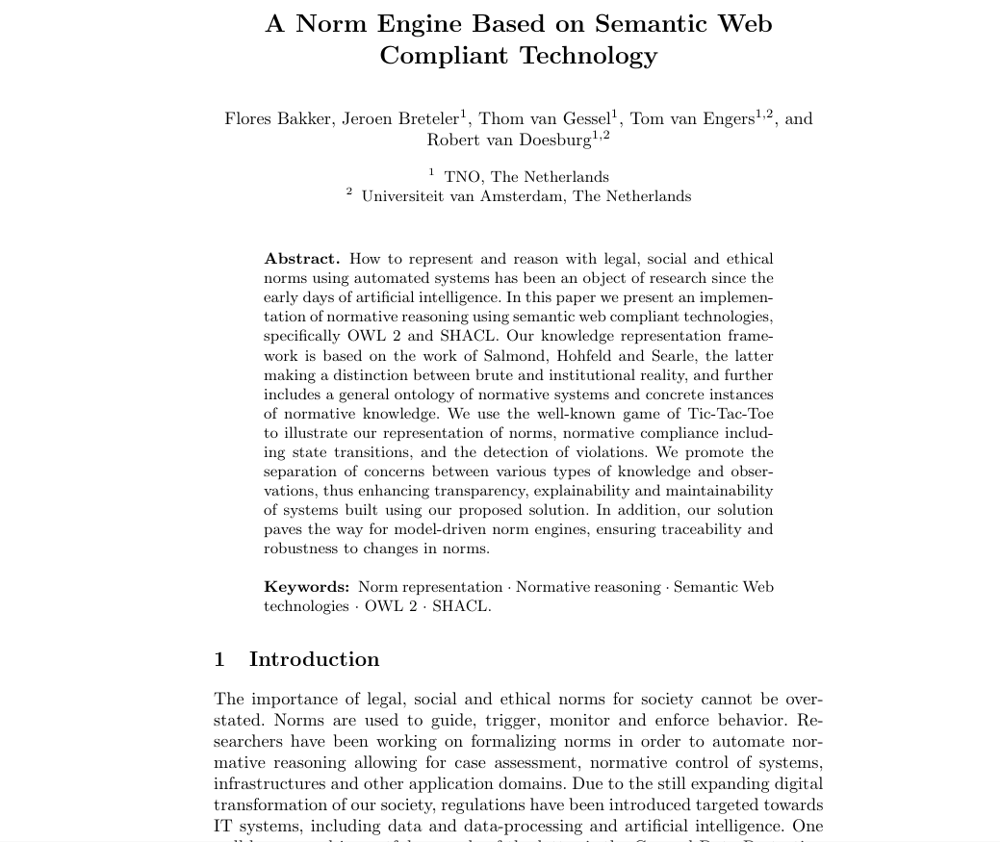 A Norm Engine Based on Semantic Web
Compliant Technology
Flores Bakker, Jeroen Breteler¹, Thom van Gessel¹, Tom van Engers¹,², and
Robert van Doesburg¹,²
¹ TNO, The Netherlands
² Universiteit van Amsterdam, The Netherlands
Abstract. How to represent and reason with legal, social and ethical
norms using automated systems has been an object of research since the
early days of artificial intelligence. In this paper we present an implemen-
tation of normative reasoning using semantic web compliant technologies,
specifically OWL 2 and SHACL. Our knowledge representation frame-
work is based on the work of Salmond, Hohfeld and Searle, the latter
making a distinction between brute and institutional reality, and further
includes a general ontology of normative systems and concrete instances
of normative knowledge. We use the well-known game of Tic-Tac-Toe
to illustrate our representation of norms, normative compliance includ-
ing state transitions, and the detection of violations. We promote the
separation of concerns between various types of knowledge and obser-
vations, thus enhancing transparency, explainability and maintainability
of systems built using our proposed solution. In addition, our solution
paves the way for model-driven norm engines, ensuring traceability and
robustness to changes in norms.
Keywords: Norm representation · Normative reasoning · Semantic Web
technologies · OWL 2 · SHACL.
1 Introduction
The importance of legal, social and ethical norms for society cannot be over-
stated. Norms are used to guide, trigger, monitor and enforce behavior. Re-
searchers have been working on formalizing norms in order to automate nor-
mative reasoning allowing for case assessment, normative control of systems,
infrastructures and other application domains. Due to the still expanding digital
transformation of our society, regulations have been introduced targeted towards
IT systems, including data and data-processing and artificial intelligence. One